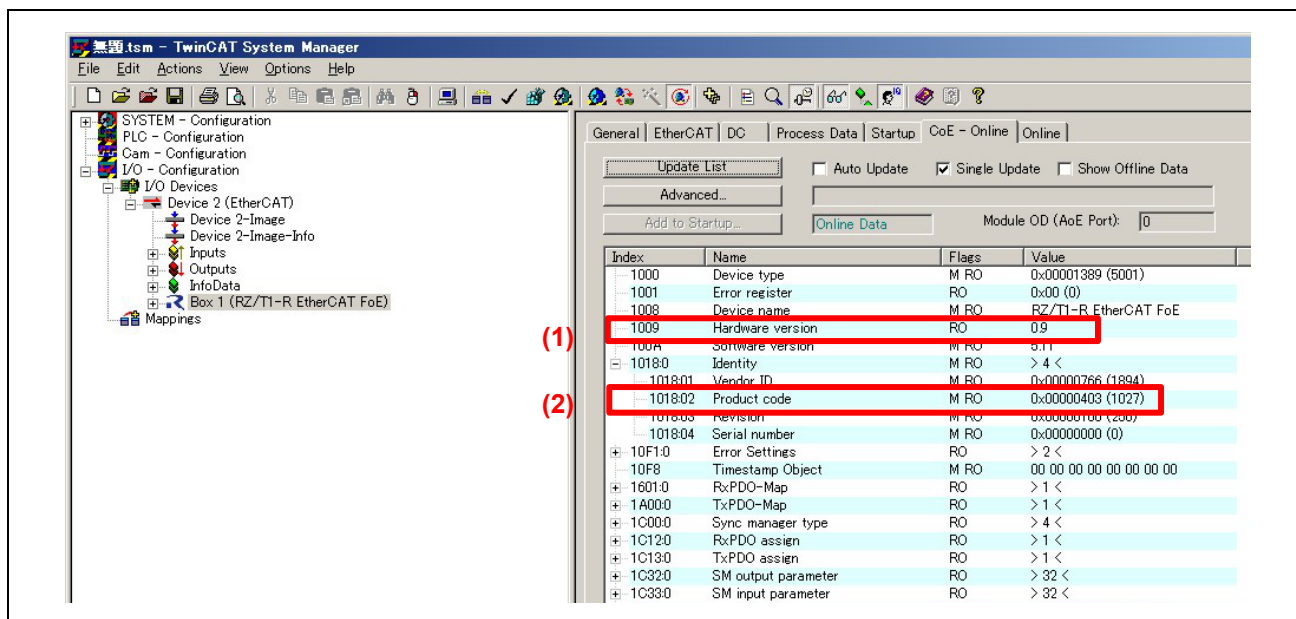 無題.tsm - TwinCAT System Manager
File Edit Actions View Options Help
SYSTEM - Configuration
PLC - Configuration
Cam - Configuration
I/O - Configuration
I/O Devices
Device 2 (EtherCAT)
Device 2-Image
Device 2-Image-Info
Inputs
Outputs
InfoData
Box 1 (RZ/T1-R EtherCAT FoE)
Mappings
General EtherCAT DC Process Data Startup CoE - Online Online
Update List Auto Update Single Update Show Offline Data
Advanced...
Add to Startup... Online Data Module OD (AoE Port): 0
Index Name Flags Value
1000 Device type M RO 0x00001389 (5001)
1001 Error register RO 0x00 (0)
1008 Device name M RO RZ/T1-R EtherCAT FoE
(1) 1009 Hardware version RO 0.9
100A Software version M RO 5.11
1018:0 Identity M RO > 4 <
1018:01 Vendor ID M RO 0x00000766 (1894)
(2) 1018:02 Product code M RO 0x00000403 (1027)
1018:03 Revision M RO 0x00000100 (256)
1018:04 Serial number M RO 0x00000000 (0)
10F1:0 Error Settings RO > 2 <
10F8 Timestamp Object M RO 00 00 00 00 00 00 00 00
1601:0 RxPDO-Map RO > 1 <
1A00:0 TxPDO-Map RO > 1 <
1C00:0 Sync manager type RO > 4 <
1C12:0 RxPDO assign RO > 1 <
1C13:0 TxPDO assign RO > 1 <
1C32:0 SM output parameter RO > 32 <
1C33:0 SM input parameter RO > 32 <